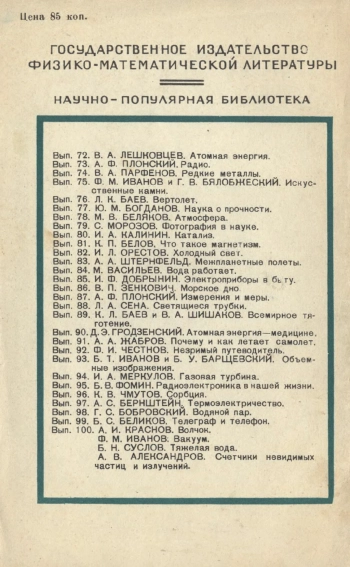 Цена 85 коп.
ГОСУДАРСТВЕННОЕ ИЗДАТЕЛЬСТВО
ФИЗИКО-МАТЕМАТИЧЕСКОЙ ЛИТЕРАТУРЫ
НАУЧНО-ПОПУЛЯРНАЯ БИБЛИОТЕКА
Вып. 72. В. А. ЛЕШКОВЦЕВ. Атомная энергия.
Вып. 73. А. Ф. ПЛОНСКИЙ. Радио.
Вып. 74. В. А. ПАРФЕНОВ. Редкие металлы.
Вып. 75. Ф. М. ИВАНОВ и Г. В. БЯЛОБЖЕСКИЙ. Искус-
ственные камни.
Вып. 76. Л. К. БАЕВ. Вертолет.
Вып. 77. Ю. М. БОГДАНОВ. Наука о прочности.
Вып. 78. М. В. БЕЛЯКОВ. Атмосфера.
Вып. 79. С. МОРОЗОВ. Фотография в науке.
Вып. 80. И. А. КАЛИНИН. Катализ.
Вып. 81. К. П. БЕЛОВ. Что такое магнетизм.
Вып. 82. И. Л. ОРЕСТОВ. Холодный свет.
Вып. 83. А. А. ШТЕРНФЕЛЬД. Межпланетные полеты.
Вып. 84. М. ВАСИЛЬЕВ. Вода работает.
Вып. 85. И. Ф. ДОБРЫНИН. Электроприборы в быту.
Вып. 86. В. П. ЗЕНКОВИЧ. Морское дно
Вып. 87. А. Ф. ПЛОНСКИЙ. Измерения и меры.
Вып. 88. Л. А. СЕНА. Светящиеся трубки.
Вып. 89. К. Л. БАЕВ и В. А. ШИШАКОВ. Всемирное тя-
готение.
Вып. 90. Д. Э. ГРОДЗЕНСКИЙ. Атомная энергия—медицине.
Вып. 91. А. А. ЖАБРОВ. Почему и как летает самолет.
Вып. 92. Ф. И. ЧЕСТНОВ. Незримый путеводитель.
Вып. 93. Б. Т. ИВАНОВ и Б. У. БАРЩЕВСКИЙ. Объем-
ные изображения.
Вып. 94. И. А. МЕРКУЛОВ. Газовая турбина.
Вып. 95. Б. В. ФОМИН. Радиоэлектроника в нашей жизни.
Вып. 96. К. В. ЧМУТОВ. Сорбция.
Вып. 97. А. С. БЕРНШТЕЙН. Термоэлектричество.
Вып. 98. Г. С. БОБРОВСКИЙ. Водяной пар.
Вып. 99. Б. С. БЕЛИКОВ. Телеграф и телефон.
Вып. 100. А. И. КРАСНОВ. Волчок.
Ф. М. ИВАНОВ. Вакуум.
Б. Н. СУСЛОВ. Тяжелая вода.
А. В. АЛЕКСАНДРОВ. Счетчики невидимых
частиц и излучений.